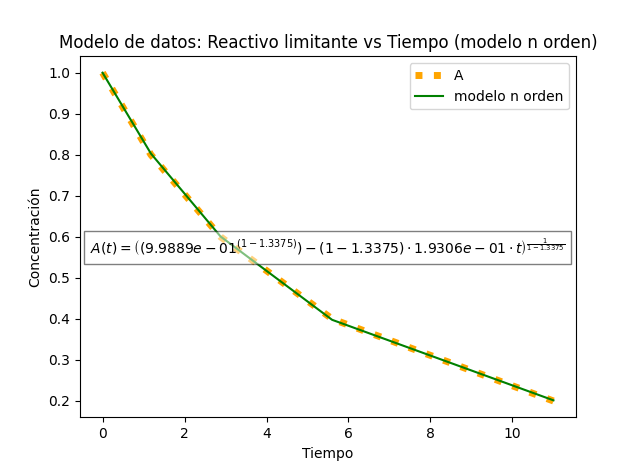 Modelo de datos: Reactivo limitante vs Tiempo (modelo n orden)
A
modelo n orden
1.0
0.9
0.8
0.7
0.6
0.5
0.4
0.3
0.2
Concentración
A(t) = ((9.9889e − 01^(1−1.3375)) − (1 − 1.3375) · 1.9306e − 01 · t)^(1/(1−1.3375))
0 2 4 6 8 10
Tiempo